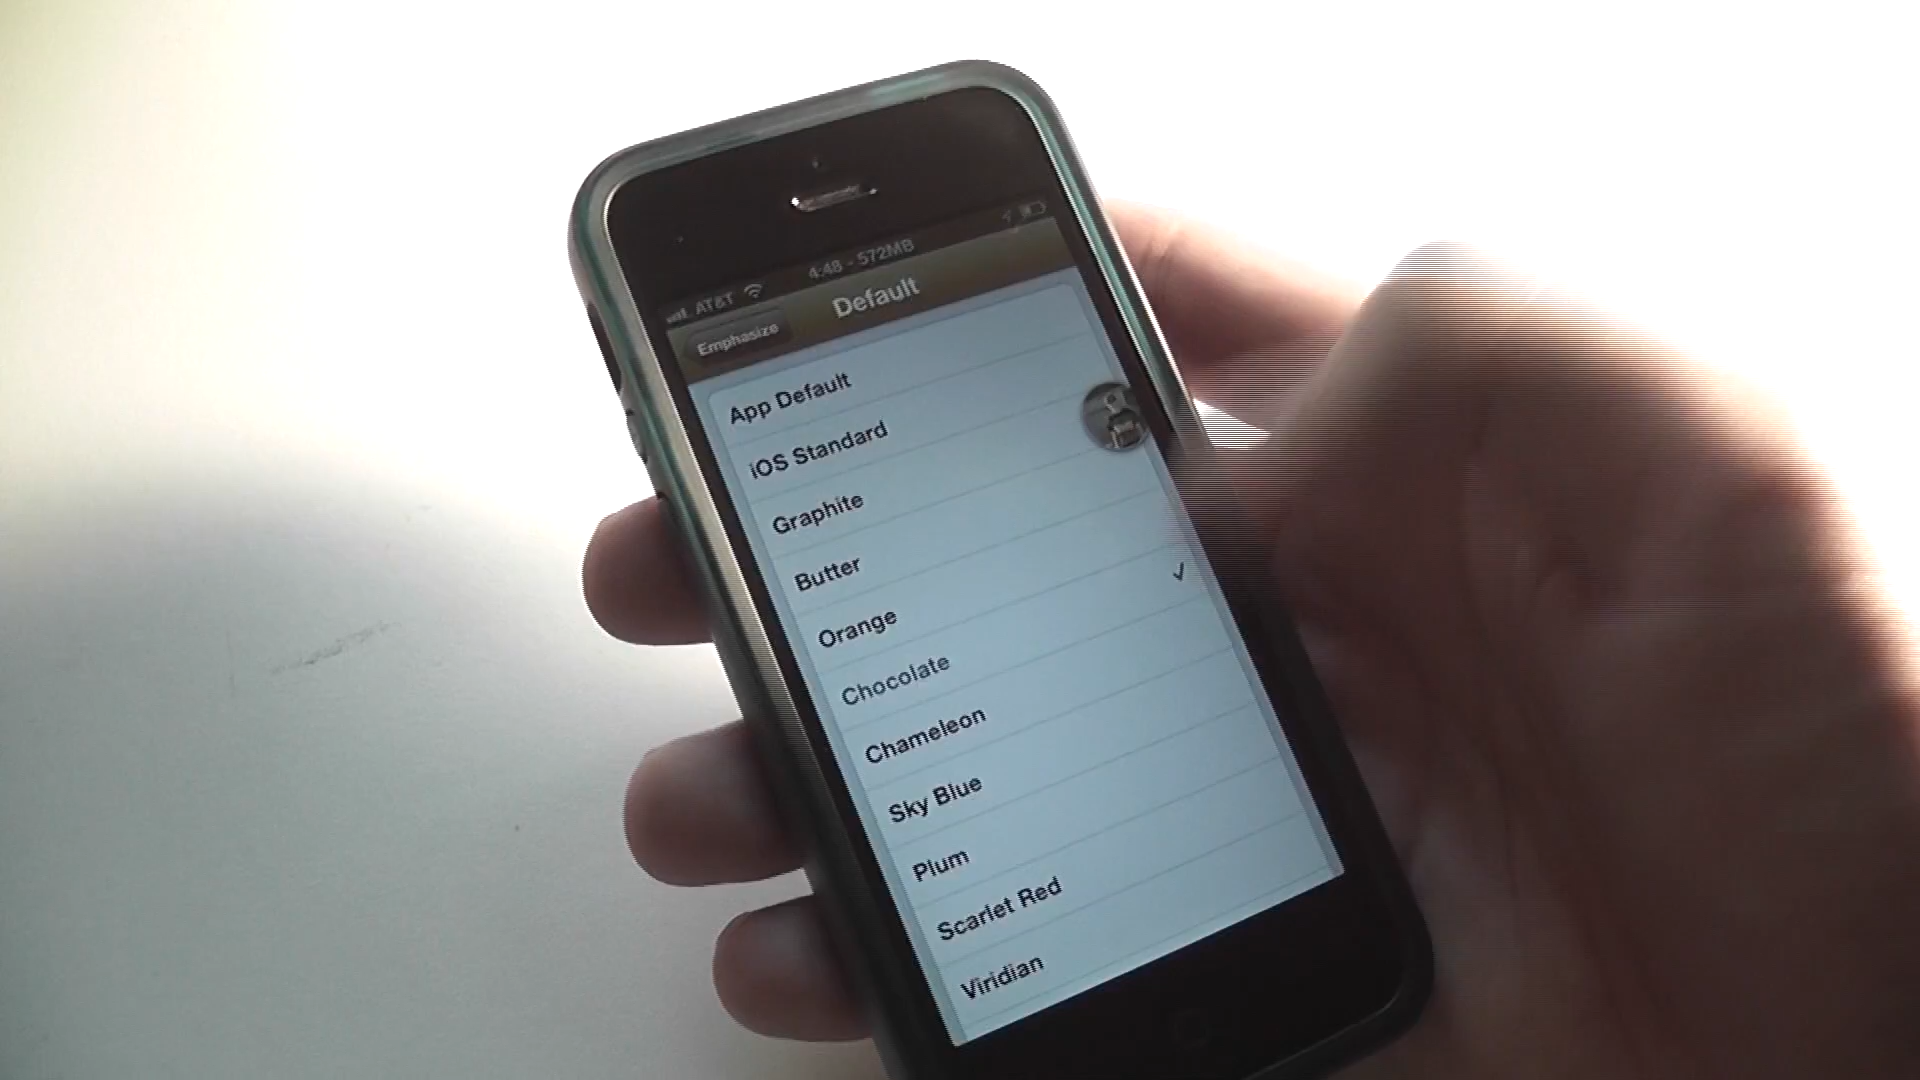 AT&T 4:48 - 572MB
Emphasize Default
App Default
iOS Standard
Graphite
Butter
Orange
Chocolate
Chameleon
Sky Blue
Plum
Scarlet Red
Viridian